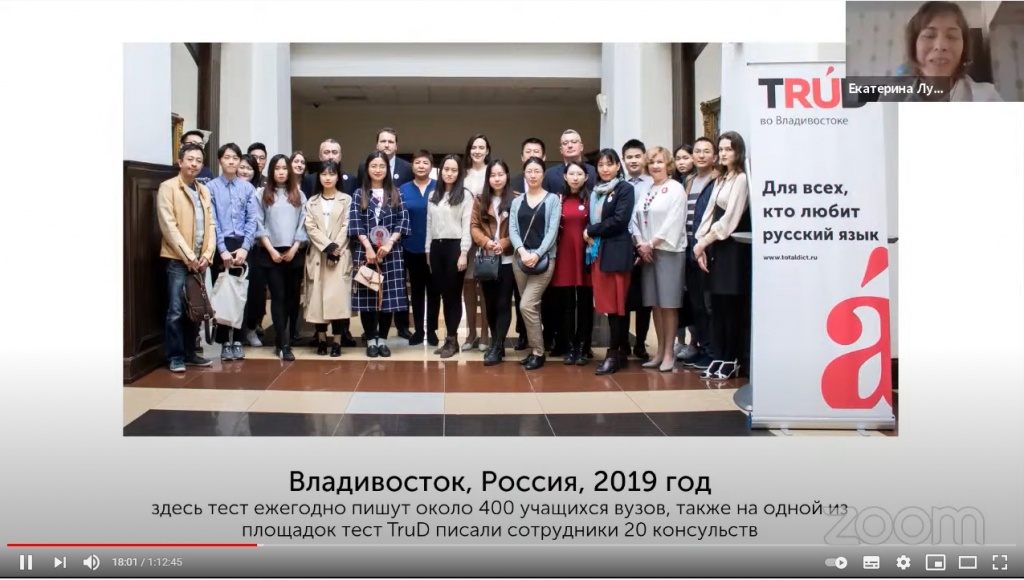 TRÚD
Екатерина Лу...
во Владивостоке
Для всех,
кто любит
русский язык
www.totaldict.ru
á
Владивосток, Россия, 2019 год
здесь тест ежегодно пишут около 400 учащихся вузов, также на одной из
площадок тест TruD писали сотрудники 20 консульств
zoom
18:01 / 1:12:45